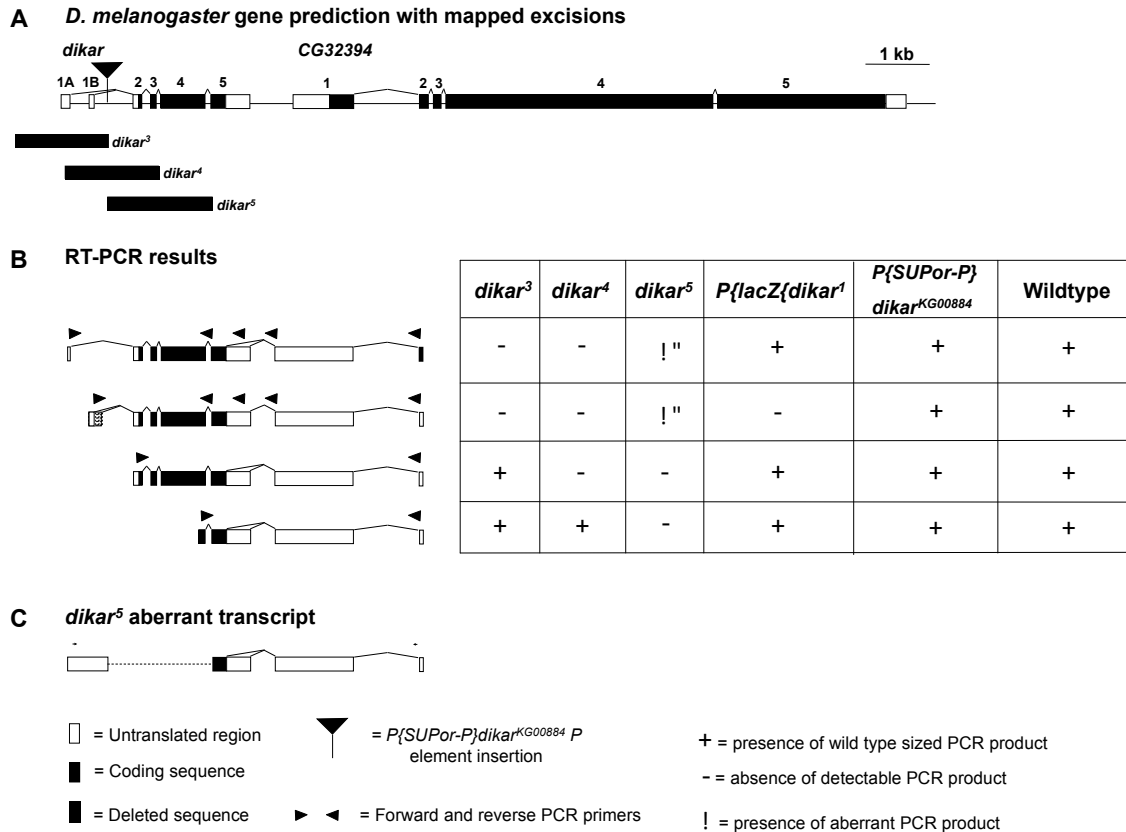 A D. melanogaster gene prediction with mapped excisions
dikar CG32394 1 kb
1A 1B 2 3 4 5 1 2 3 4 5
dikar³
dikar⁴
dikar⁵
B RT-PCR results
dikar³ dikar⁴ dikar⁵ P{lacZ{dikar¹ P{SUPor-P} dikarᴷᴳ⁰⁰⁸⁸⁴ Wildtype
- - ! " + + +
- - ! " - + +
+ - - + + +
+ + - + + +
C dikar⁵ aberrant transcript
= Untranslated region
= Coding sequence
= Deleted sequence
= P{SUPor-P}dikarᴷᴳ⁰⁰⁸⁸⁴ P
element insertion
= Forward and reverse PCR primers
+ = presence of wild type sized PCR product
- = absence of detectable PCR product
! = presence of aberrant PCR product